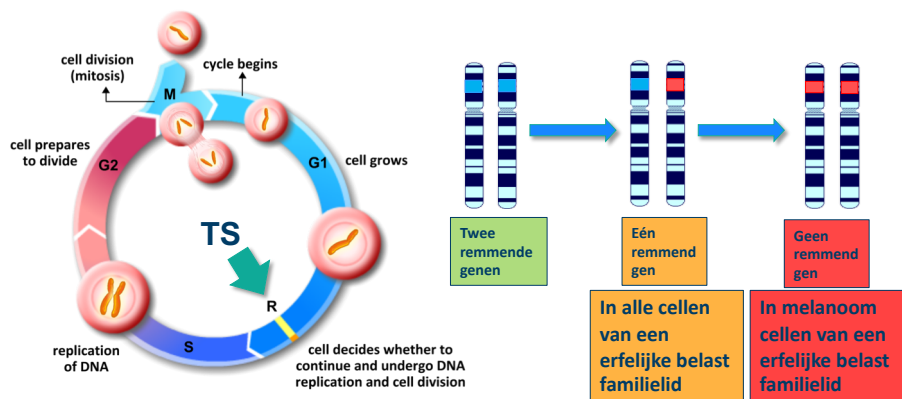 cell division
(mitosis)
cycle begins
M
cell prepares
to divide
G2
G1
cell grows
TS
R
S
replication
of DNA
cell decides whether to
continue and undergo DNA
replication and cell division
Twee
remmende
genen
Eén
remmend
gen
Geen
remmend
gen
In alle cellen
van een
erfelijke belast
familielid
In melanoom
cellen van een
erfelijke belast
familielid